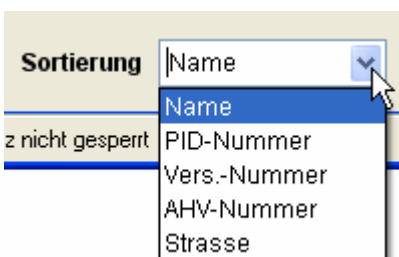 Sortierung Name
Name
z nicht gesperrt PID-Nummer
Vers.-Nummer
AHV-Nummer
Strasse